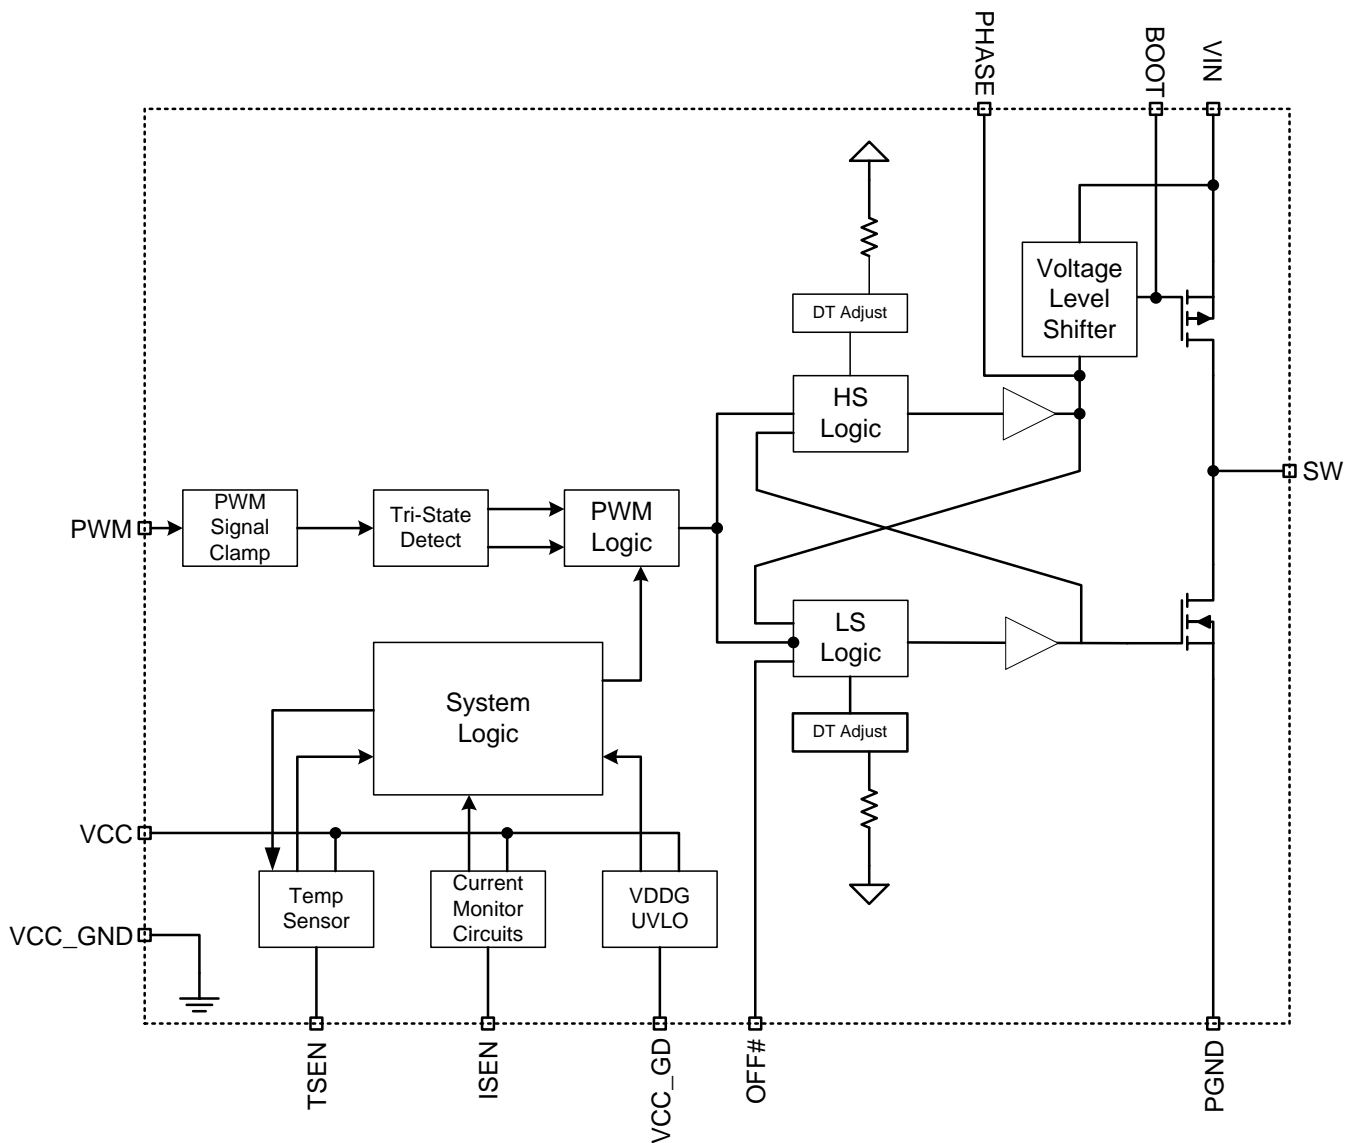 PHASE
BOOT
VIN
Voltage
Level
Shifter
DT Adjust
HS
Logic
SW
PWM
PWM
Signal
Clamp
Tri-State
Detect
PWM
Logic
LS
Logic
DT Adjust
System
Logic
VCC
Temp
Sensor
Current
Monitor
Circuits
VDDG
UVLO
VCC_GND
TSEN
ISEN
VCC_GD
OFF#
PGND